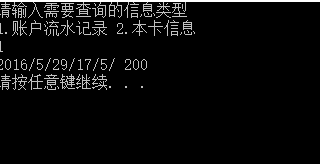 请输入需要查询的信息类型
1.账户流水记录 2.本卡信息
1
2016/5/29/17/5/ 200
请按任意键继续. . .